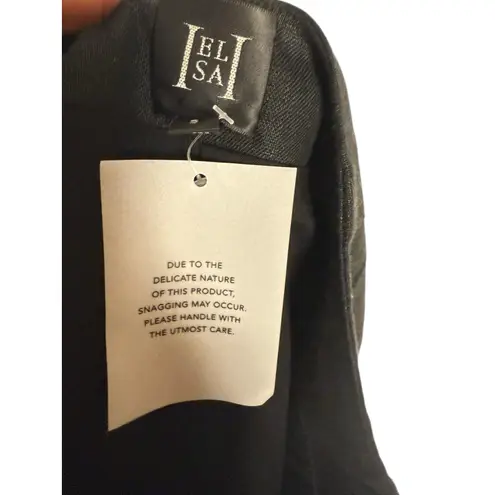 H EL H
SA
DUE TO THE
DELICATE NATURE
OF THIS PRODUCT,
SNAGGING MAY OCCUR.
PLEASE HANDLE WITH
THE UTMOST CARE.